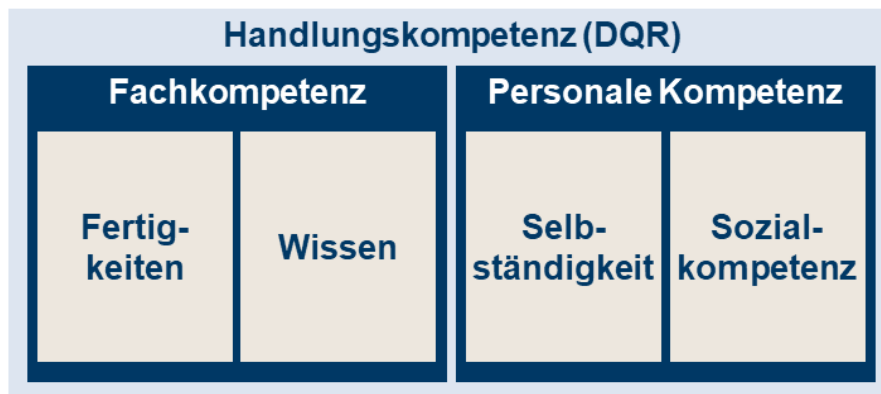 Handlungskompetenz (DQR)
Fachkompetenz
Personale Kompetenz
Fertig-
keiten
Wissen
Selb-
ständigkeit
Sozial-
kompetenz